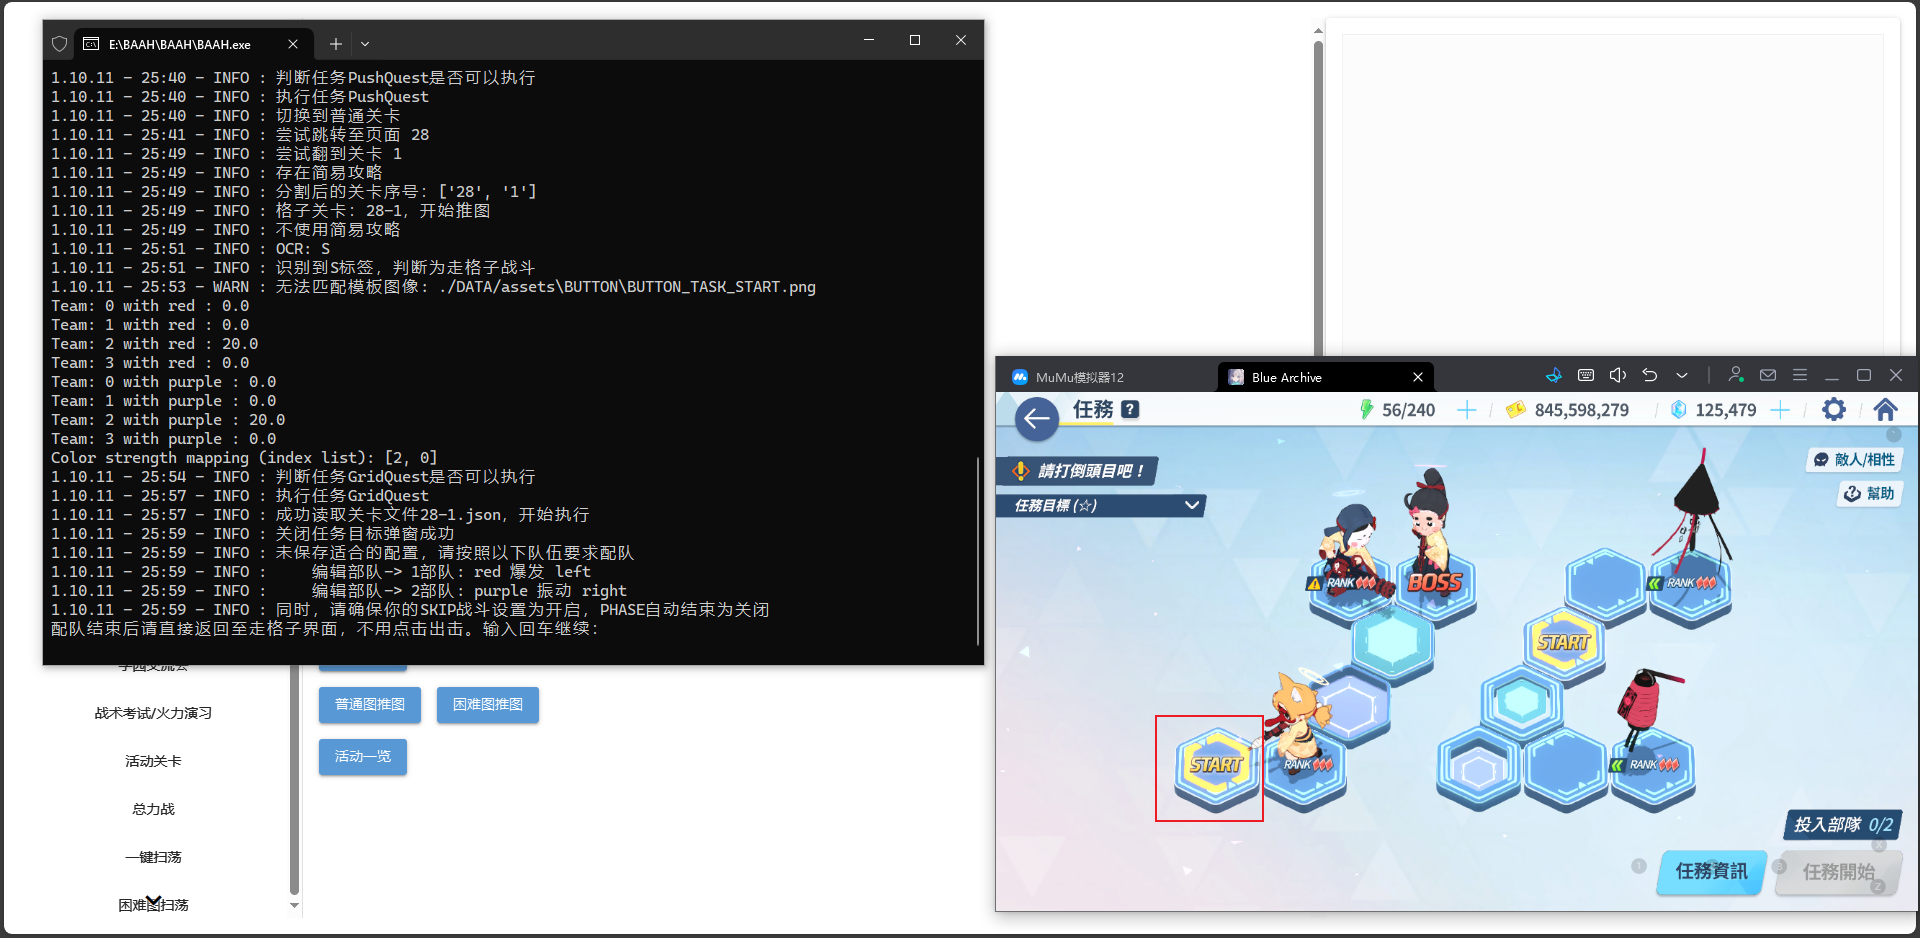 E:\BAAH\BAAH\BAAH.exe
1.10.11 - 25:40 - INFO : 判断任务PushQuest是否可以执行
1.10.11 - 25:40 - INFO : 执行任务PushQuest
1.10.11 - 25:40 - INFO : 切换到普通关卡
1.10.11 - 25:41 - INFO : 尝试跳转至页面 28
1.10.11 - 25:49 - INFO : 尝试翻到关卡 1
1.10.11 - 25:49 - INFO : 存在简易攻略
1.10.11 - 25:49 - INFO : 分割后的关卡序号: ['28', '1']
1.10.11 - 25:49 - INFO : 格子关卡: 28-1, 开始推图
1.10.11 - 25:49 - INFO : 不使用简易攻略
1.10.11 - 25:51 - INFO : OCR: S
1.10.11 - 25:51 - INFO : 识别到S标签, 判断为走格子战斗
1.10.11 - 25:53 - WARN : 无法匹配模板图像: ./DATA/assets\BUTTON\BUTTON_TASK_START.png
Team: 0 with red : 0.0
Team: 1 with red : 0.0
Team: 2 with red : 20.0
Team: 3 with red : 0.0
Team: 0 with purple : 0.0
Team: 1 with purple : 0.0
Team: 2 with purple : 20.0
Team: 3 with purple : 0.0
Color strength mapping (index list): [2, 0]
1.10.11 - 25:54 - INFO : 判断任务GridQuest是否可以执行
1.10.11 - 25:57 - INFO : 执行任务GridQuest
1.10.11 - 25:57 - INFO : 成功读取关卡文件28-1.json, 开始执行
1.10.11 - 25:59 - INFO : 关闭任务目标弹窗成功
1.10.11 - 25:59 - INFO : 未保存适合的配置, 请按照以下队伍要求配队
1.10.11 - 25:59 - INFO : 编辑部队-> 1部队: red 爆发 left
1.10.11 - 25:59 - INFO : 编辑部队-> 2部队: purple 振动 right
1.10.11 - 25:59 - INFO : 同时, 请确保你的SKIP战斗设置为开启, PHASE自动结束为关闭
配队结束后请直接返回至走格子界面, 不用点击出击。输入回车继续:
战术考试/火力演习
活动关卡
总力战
一键扫荡
困难图扫荡
普通图推图
困难图推图
活动一览
MuMu模拟器12
Blue Archive
任務 ?
56/240
845,598,279
125,479
請打倒頭目吧！
任務目標 (☆)
敵人/相性
幫助
RANK
BOSS
RANK
START
START
RANK
RANK
投入部隊 0/2
任務資訊
任務開始